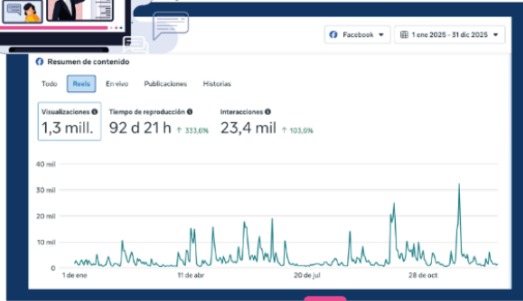 Facebook
1 ene 2025 - 31 dic 2025
Resumen de contenido
Todo Reels En vivo Publicaciones Historias
Visualizaciones Tiempo de reproducción Interacciones
1,3 mill. 92 d 21 h ↑ 333,6% 23,4 mil ↑ 103,6%
40 mil
30 mil
20 mil
10 mil
0
1 de ene 11 de abr 20 de jul 28 de oct